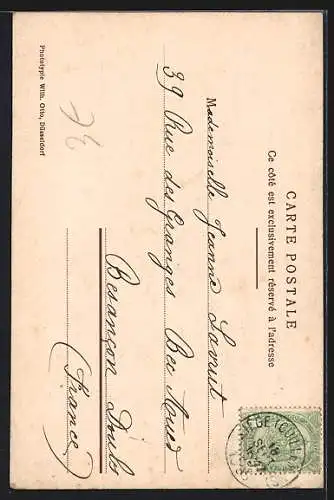 CARTE POSTALE
Ce côté est exclusivement réservé à l'adresse
Mademoiselle Jeanne
39 Rue des Granges
Besançon Doubs
(France)
Phototypie Wilh. Otto, Düsseldorf